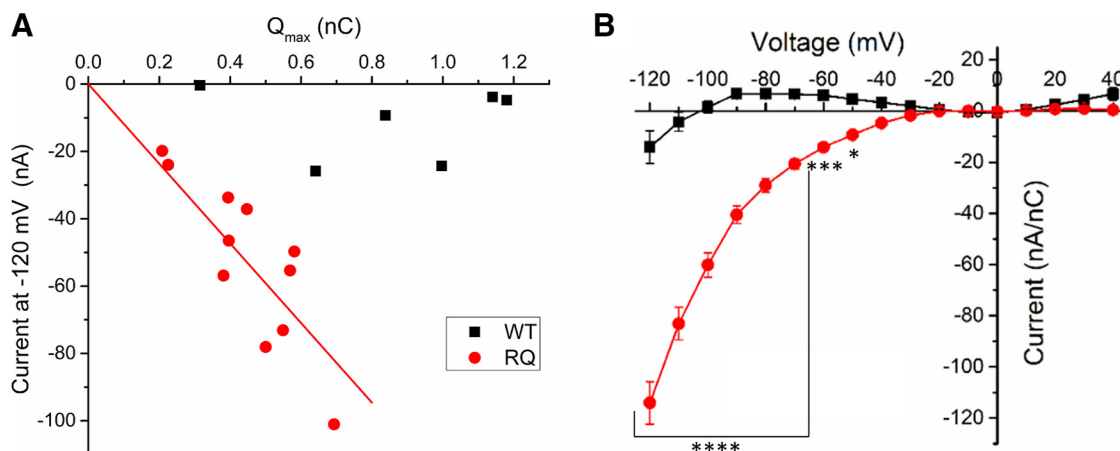 A
Qmax (nC)
0.0 0.2 0.4 0.6 0.8 1.0 1.2
0
-20
-40
-60
-80
-100
Current at -120 mV (nA)
WT
RQ
B
Voltage (mV)
-120 -100 -80 -60 -40 -20 0 20 40
20
0
-20
-40
-60
-80
-100
-120
Current (nA/nC)
*** *
****